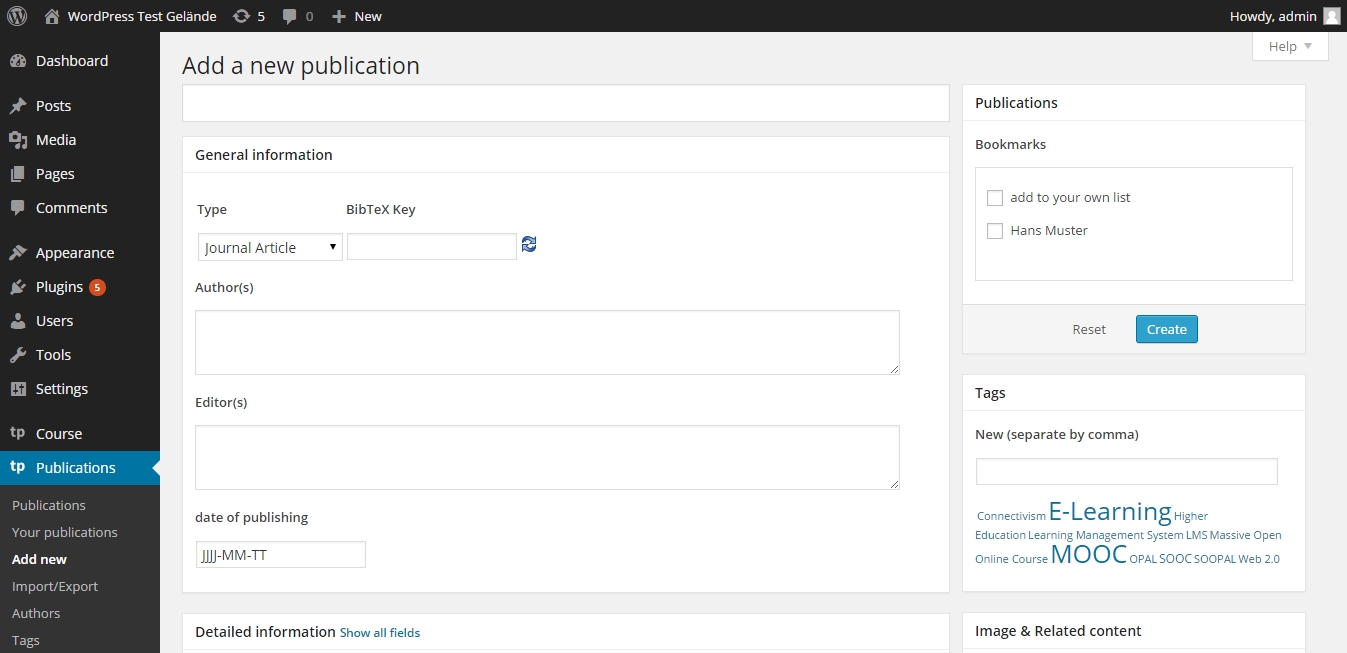 WordPress Test Gelände 5 0 New Howdy, admin
Help
Dashboard
Posts
Media
Pages
Comments
Appearance
Plugins 5
Users
Tools
Settings
tp Course
tp Publications
Publications
Your publications
Add new
Import/Export
Authors
Tags
Add a new publication
General information
Type BibTeX Key
Journal Article
Author(s)
Editor(s)
date of publishing
JJJJ-MM-TT
Detailed information Show all fields
Publications
Bookmarks
add to your own list
Hans Muster
Reset Create
Tags
New (separate by comma)
Connectivism E-Learning Higher
Education Learning Management System LMS Massive Open
Online Course MOOC OPAL SOOC SOOPAL Web 2.0
Image & Related content